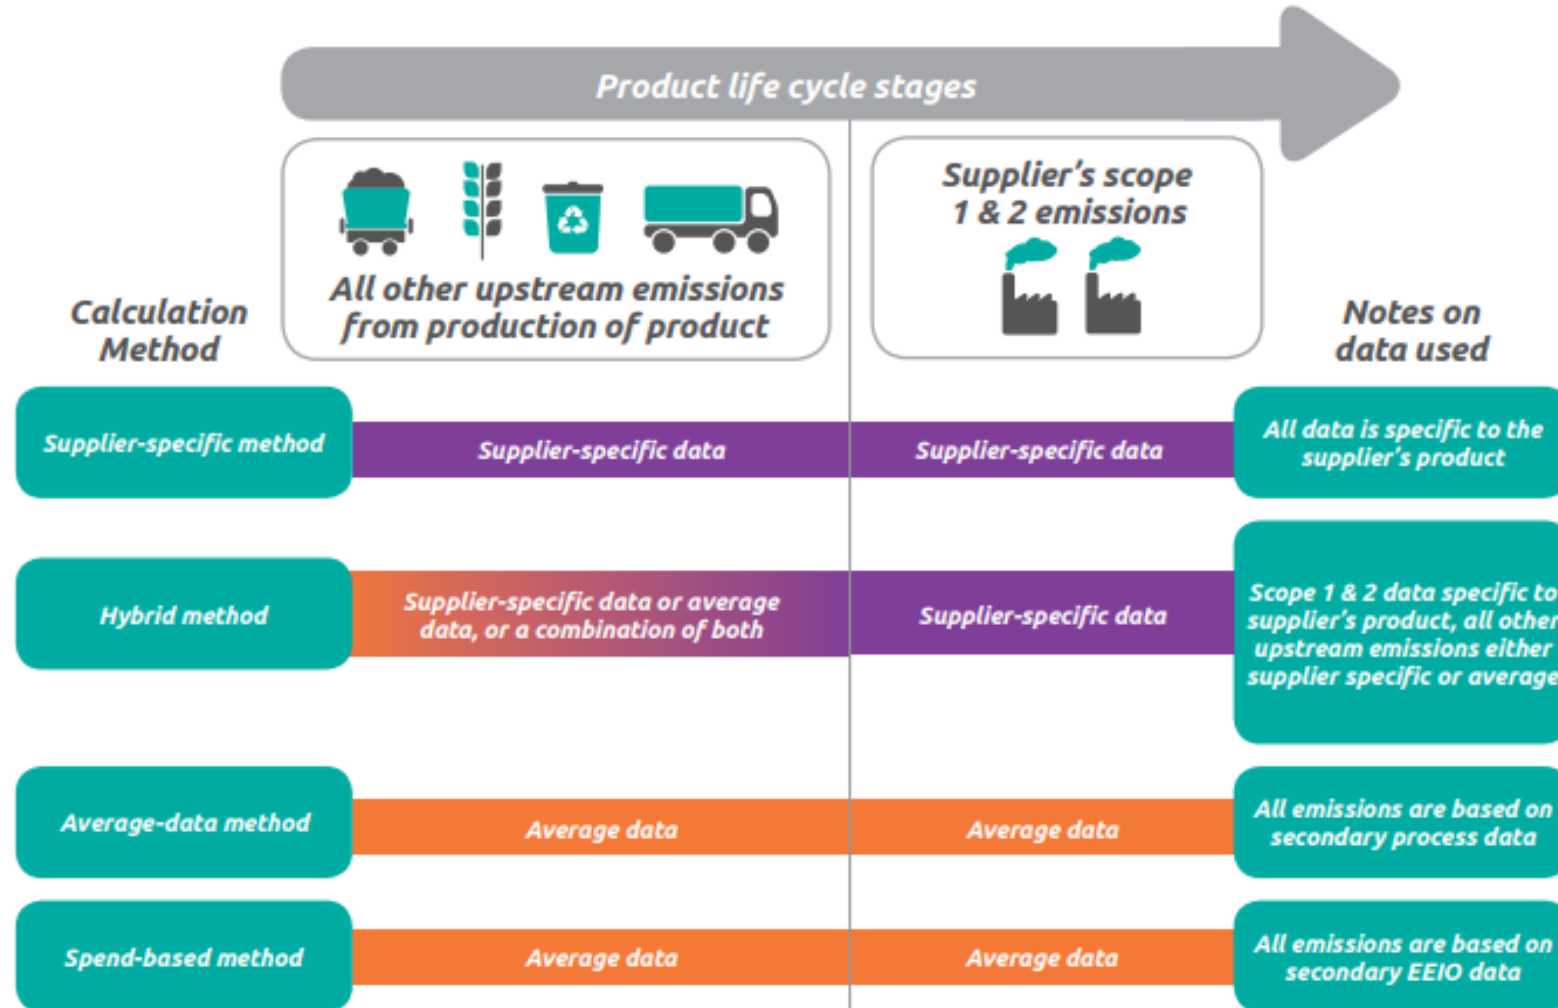 Product life cycle stages
All other upstream emissions
from production of product
Supplier's scope
1 & 2 emissions
Calculation
Method
Notes on
data used
Supplier-specific method
Supplier-specific data
Supplier-specific data
All data is specific to the
supplier's product
Hybrid method
Supplier-specific data or average
data, or a combination of both
Supplier-specific data
Scope 1 & 2 data specific to
supplier's product, all other
upstream emissions either
supplier specific or average
Average-data method
Average data
Average data
All emissions are based on
secondary process data
Spend-based method
Average data
Average data
All emissions are based on
secondary EEIO data